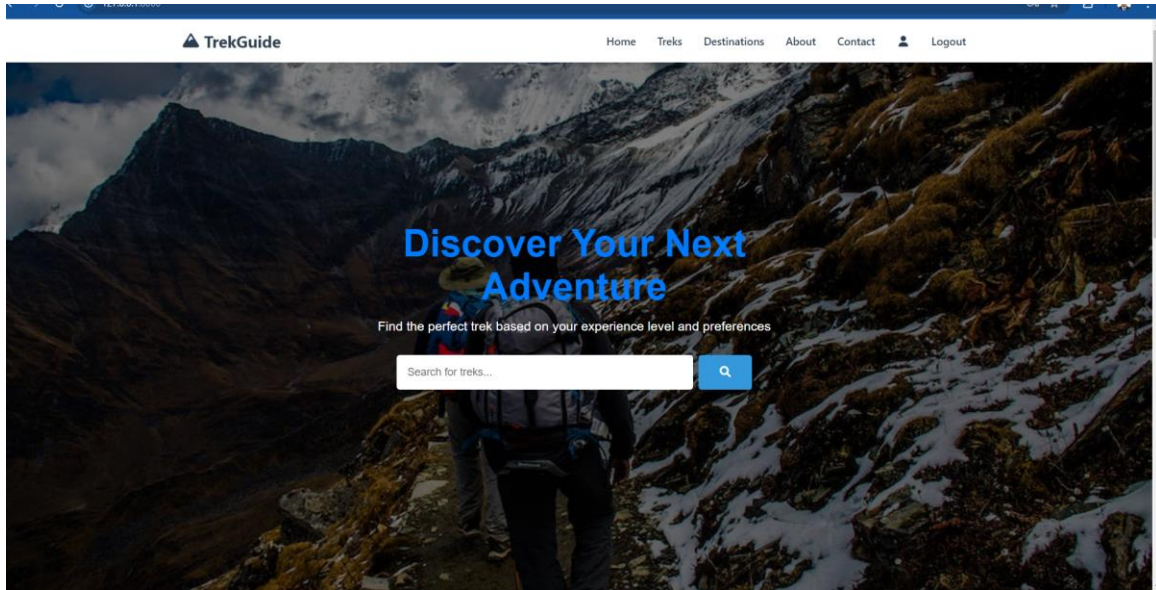 TrekGuide
Home Treks Destinations About Contact Logout
Discover Your Next
Adventure
Find the perfect trek based on your experience level and preferences
Search for treks...